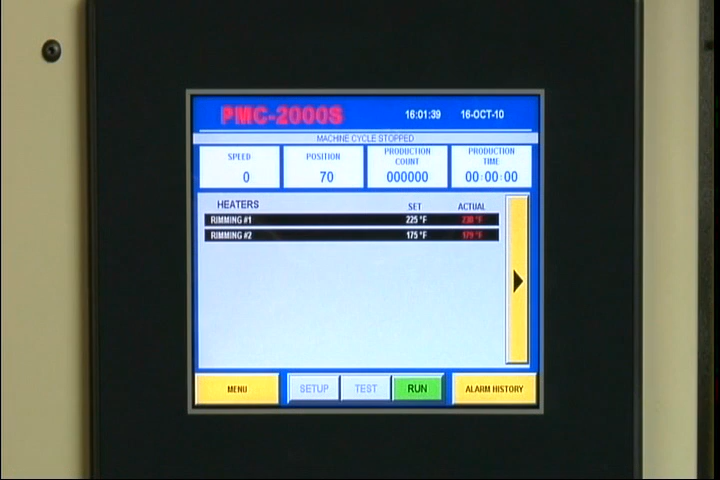 PMC-2000S 16:01:39 16-OCT-10
MACHINE CYCLE STOPPED
SPEED
0
POSITION
70
PRODUCTION
COUNT
000000
PRODUCTION
TIME
00:00:00
HEATERS SET ACTUAL
RIMMING #1 225 °F
RIMMING #2 175 °F 179 °F
MENU SETUP TEST RUN ALARM HISTORY